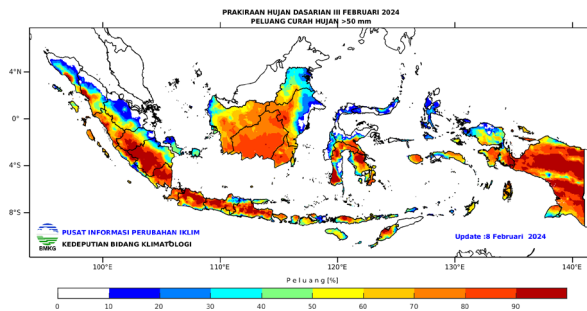 PRAKIRAAN HUJAN DASARIAN III FEBRUARI 2024
PELUANG CURAH HUJAN >50 mm
4°N
0°
4°S
8°S
PUSAT INFORMASI PERUBAHAN IKLIM
KEDEPUTIAN BIDANG KLIMATOLOGI
BMKG
Update :8 Februari 2024
100°E
110°E
120°E
130°E
140°E
Peluang [%]
0
10
20
30
40
50
60
70
80
90